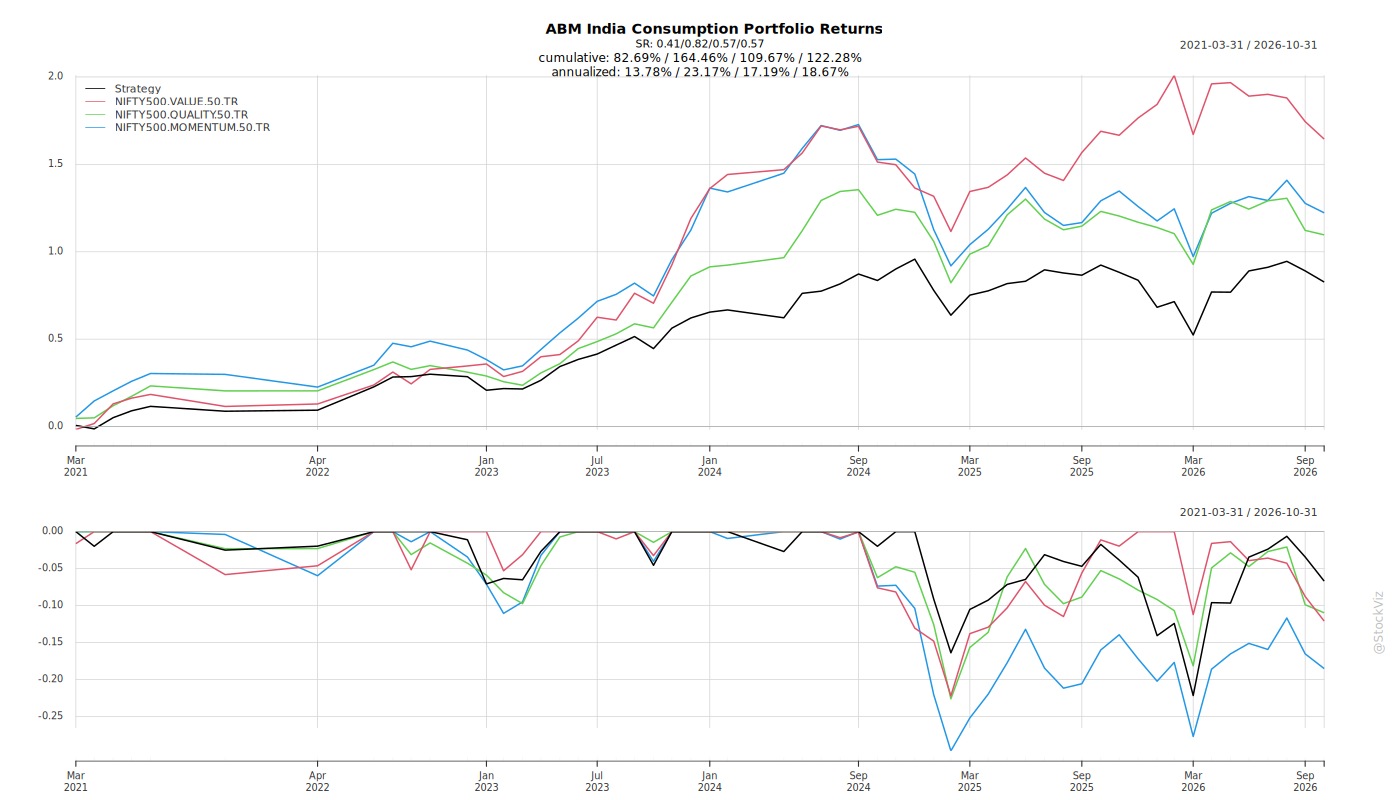 ABM India Consumption Portfolio Returns
SR: 0.41/0.82/0.57/0.57
cumulative: 82.69% / 164.46% / 109.67% / 122.28%
annualized: 13.78% / 23.17% / 17.19% / 18.67%
2021-03-31 / 2026-10-31
Strategy
NIFTY500.VALUE.50.TR
NIFTY500.QUALITY.50.TR
NIFTY500.MOMENTUM.50.TR
2.0
1.5
1.0
0.5
0.0
Mar Apr Jan Jul Jan Sep Mar Sep Mar Sep
2021 2022 2023 2023 2024 2024 2025 2025 2026 2026
2021-03-31 / 2026-10-31
0.00
-0.05
-0.10
-0.15
-0.20
-0.25
Mar Apr Jan Jul Jan Sep Mar Sep Mar Sep
2021 2022 2023 2023 2024 2024 2025 2025 2026 2026
@StockViz